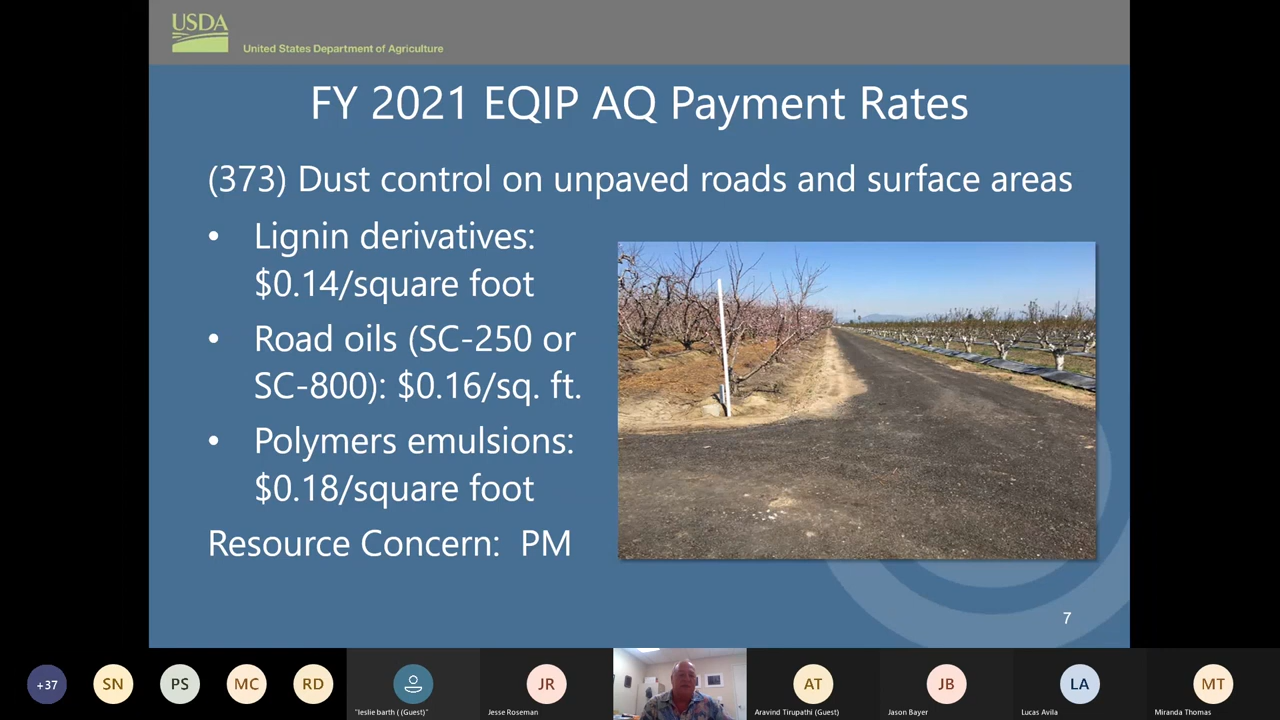 USDA
United States Department of Agriculture
FY 2021 EQIP AQ Payment Rates
(373) Dust control on unpaved roads and surface areas
• Lignin derivatives:
$0.14/square foot
• Road oils (SC-250 or
SC-800): $0.16/sq. ft.
• Polymers emulsions:
$0.18/square foot
Resource Concern: PM
7
+37
SN
PS
MC
RD
JR
AT
JB
LA
MT
"leslie barth ( (Guest)"
Jesse Roseman
Aravind Tirupathi (Guest)
Jason Bayer
Lucas Avila
Miranda Thomas